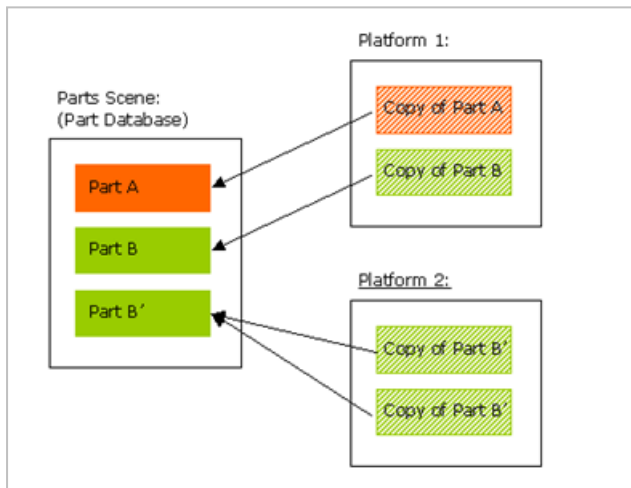 Platform 1:
Parts Scene:
(Part Database)
Copy of Part A
Copy of Part B
Part A
Part B
Part B′
Platform 2:
Copy of Part B′
Copy of Part B′